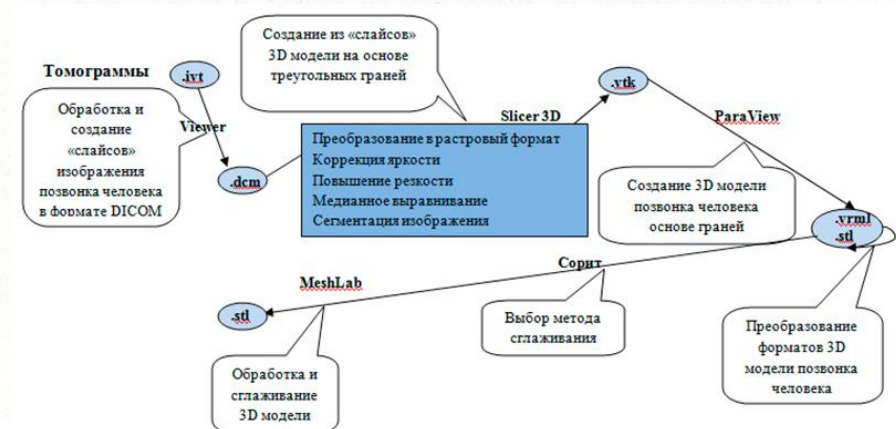 Создание из «слайсов»
3D модели на основе
треугольных граней
Томограммы
.ivt
.vtk
Обработка и
создание
«слайсов»
изображения
позвонка человека
в формате DICOM
Viewer
Slicer 3D
ParaView
Преобразование в растровый формат
Коррекция яркости
Повышение резкости
Медианное выравнивание
Сегментация изображения
.dcm
Создание 3D модели
позвонка человека
основе граней
.vrml
.stl
Сорит
MeshLab
.stl
Выбор метода
сглаживания
Преобразование
форматов 3D
модели позвонка
человека
Обработка и
сглаживание
3D модели